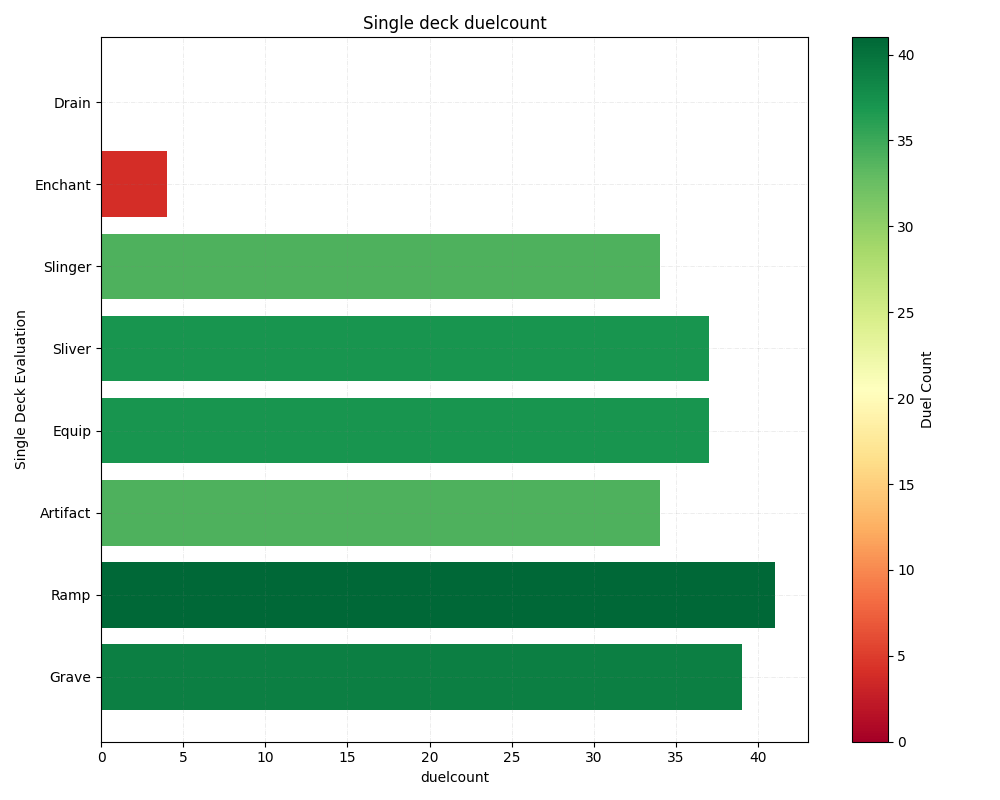 Single deck duelcount
Drain
Enchant
Slinger
Sliver
Equip
Artifact
Ramp
Grave
Single Deck Evaluation
0 5 10 15 20 25 30 35 40
duelcount
40
35
30
25
20
15
10
5
0
Duel Count